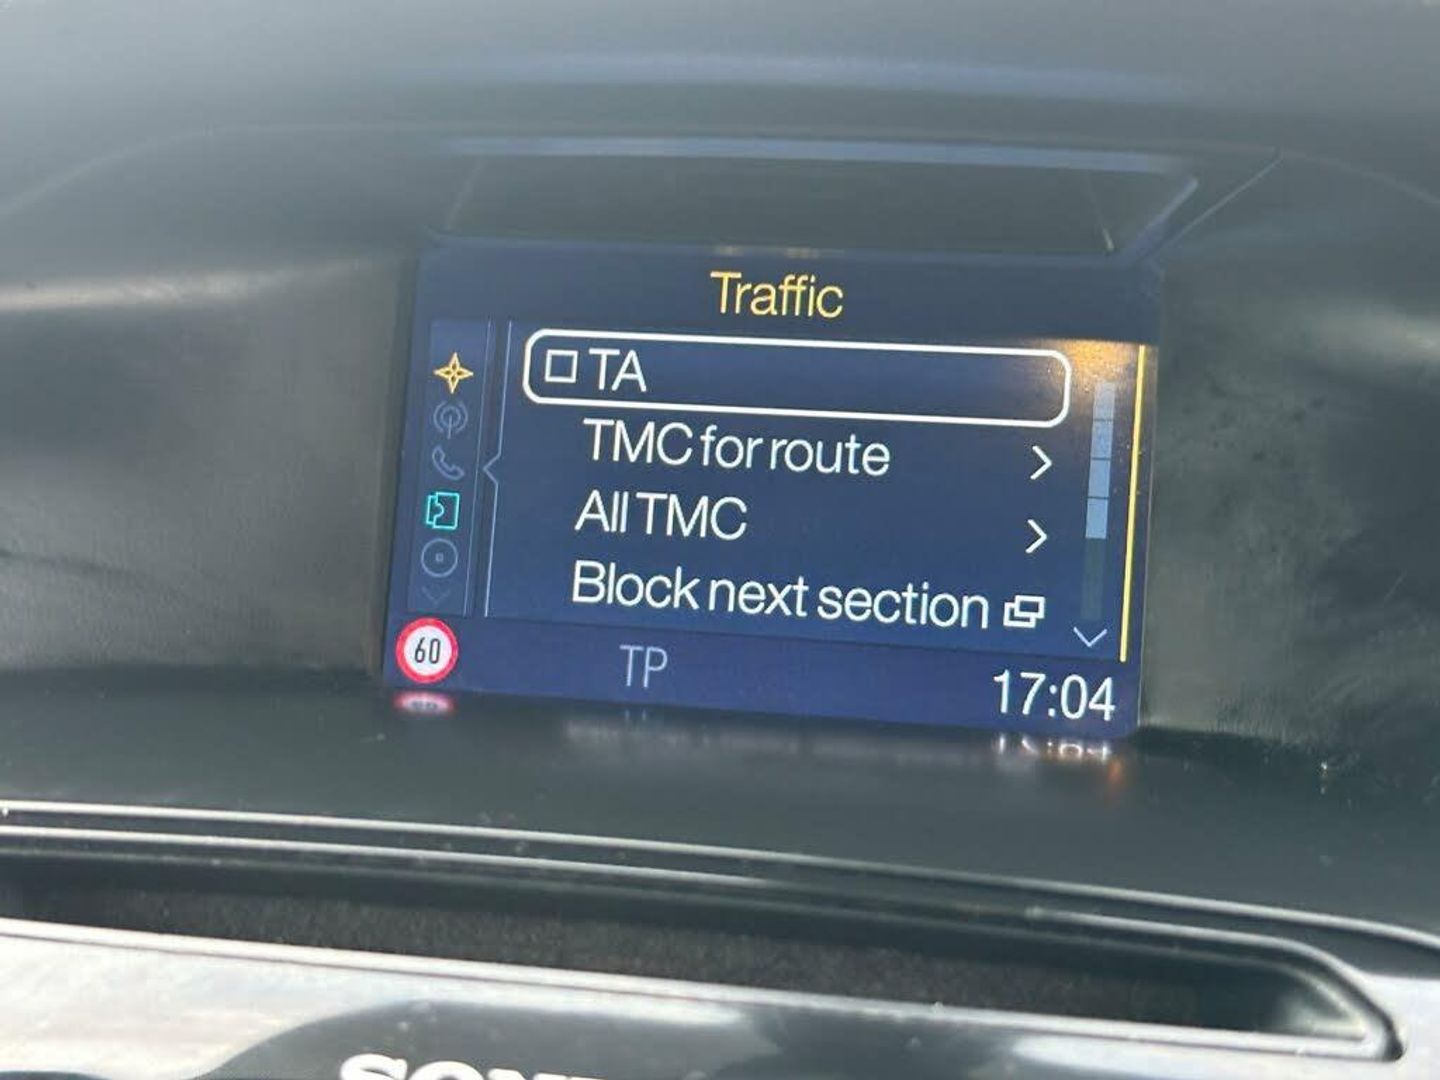 Traffic
TA
TMC for route
All TMC
Block next section
60
TP
17:04